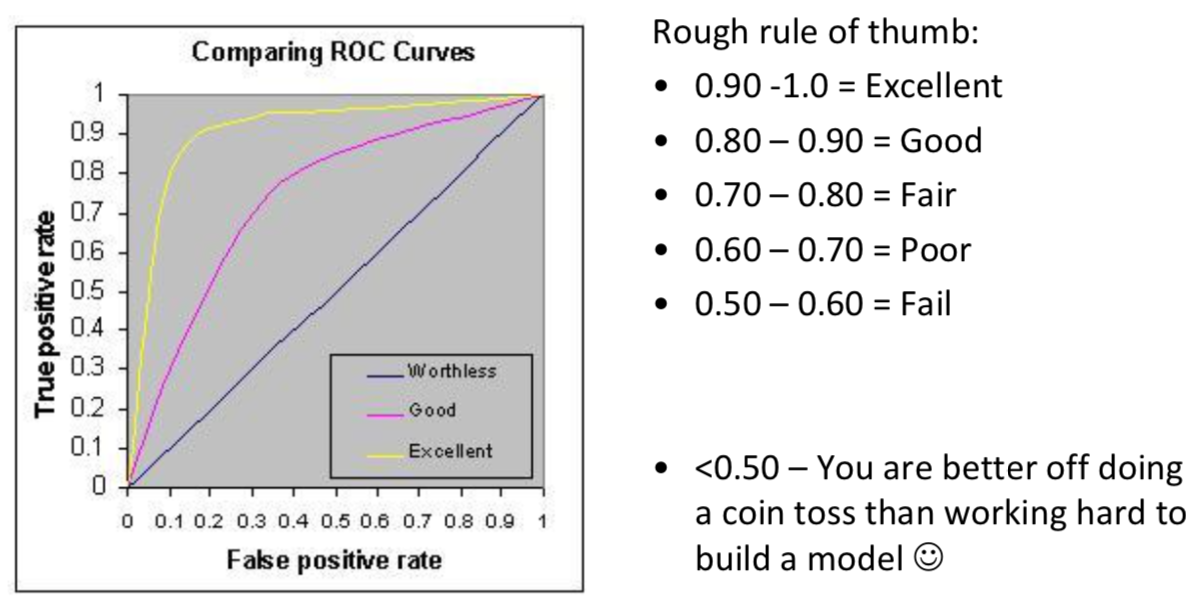 Comparing ROC Curves
1
0.9
0.8
0.7
0.6
0.5
0.4
0.3
0.2
0.1
0
True positive rate
0 0.1 0.2 0.3 0.4 0.5 0.6 0.7 0.8 0.9 1
False positive rate
Worthless
Good
Excellent
Rough rule of thumb:
• 0.90 -1.0 = Excellent
• 0.80 – 0.90 = Good
• 0.70 – 0.80 = Fair
• 0.60 – 0.70 = Poor
• 0.50 – 0.60 = Fail
• <0.50 – You are better off doing
a coin toss than working hard to
build a model ☺